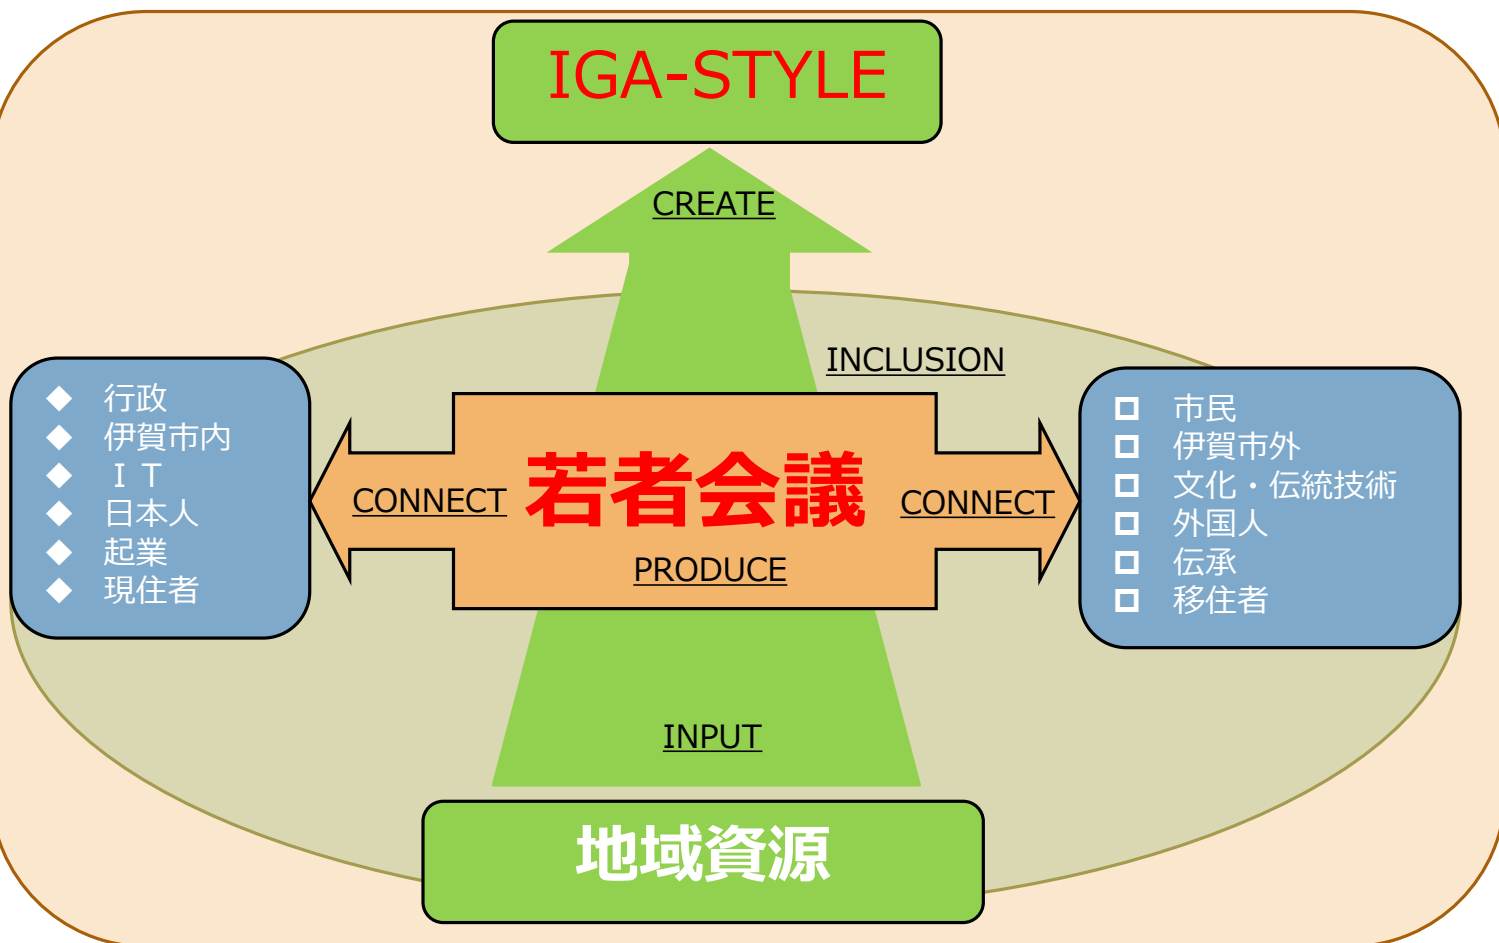 IGA-STYLE
CREATE
INCLUSION
◆ 行政
◆ 伊賀市内
◆ ＩＴ
◆ 日本人
◆ 起業
◆ 現住者
CONNECT
若者会議
PRODUCE
CONNECT
□ 市民
□ 伊賀市外
□ 文化・伝統技術
□ 外国人
□ 伝承
□ 移住者
INPUT
地域資源